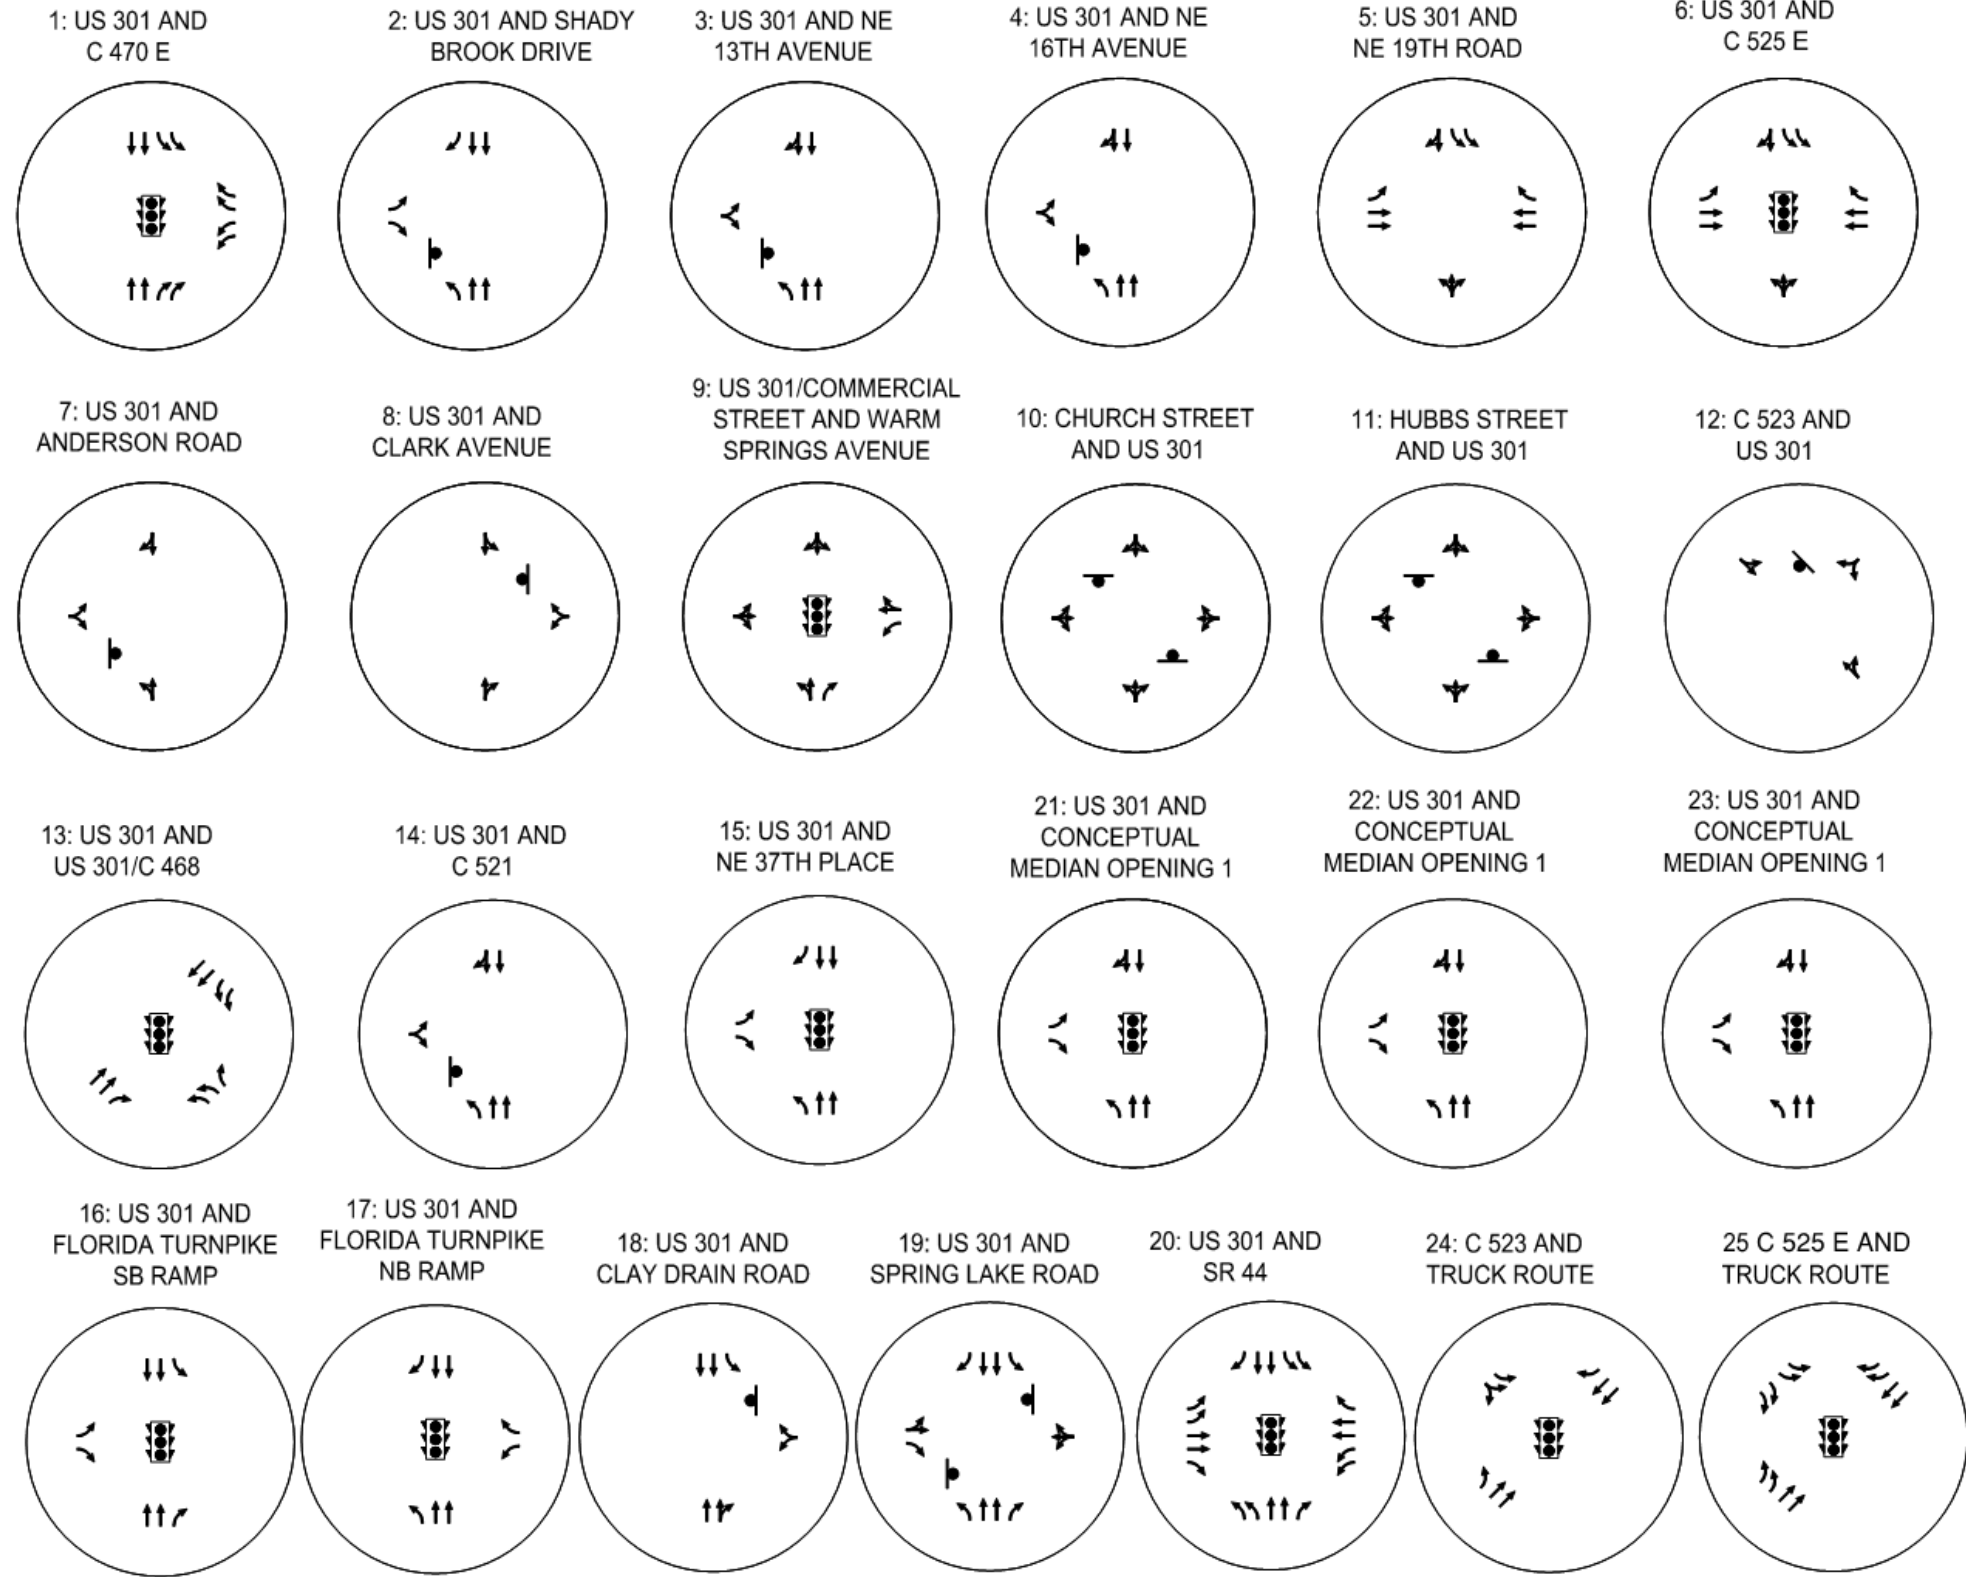 1: US 301 AND
C 470 E
2: US 301 AND SHADY
BROOK DRIVE
3: US 301 AND NE
13TH AVENUE
4: US 301 AND NE
16TH AVENUE
5: US 301 AND
NE 19TH ROAD
6: US 301 AND
C 525 E
7: US 301 AND
ANDERSON ROAD
8: US 301 AND
CLARK AVENUE
9: US 301/COMMERCIAL
STREET AND WARM
SPRINGS AVENUE
10: CHURCH STREET
AND US 301
11: HUBBS STREET
AND US 301
12: C 523 AND
US 301
13: US 301 AND
US 301/C 468
14: US 301 AND
C 521
15: US 301 AND
NE 37TH PLACE
21: US 301 AND
CONCEPTUAL
MEDIAN OPENING 1
22: US 301 AND
CONCEPTUAL
MEDIAN OPENING 1
23: US 301 AND
CONCEPTUAL
MEDIAN OPENING 1
16: US 301 AND
FLORIDA TURNPIKE
SB RAMP
17: US 301 AND
FLORIDA TURNPIKE
NB RAMP
18: US 301 AND
CLAY DRAIN ROAD
19: US 301 AND
SPRING LAKE ROAD
20: US 301 AND
SR 44
24: C 523 AND
TRUCK ROUTE
25 C 525 E AND
TRUCK ROUTE